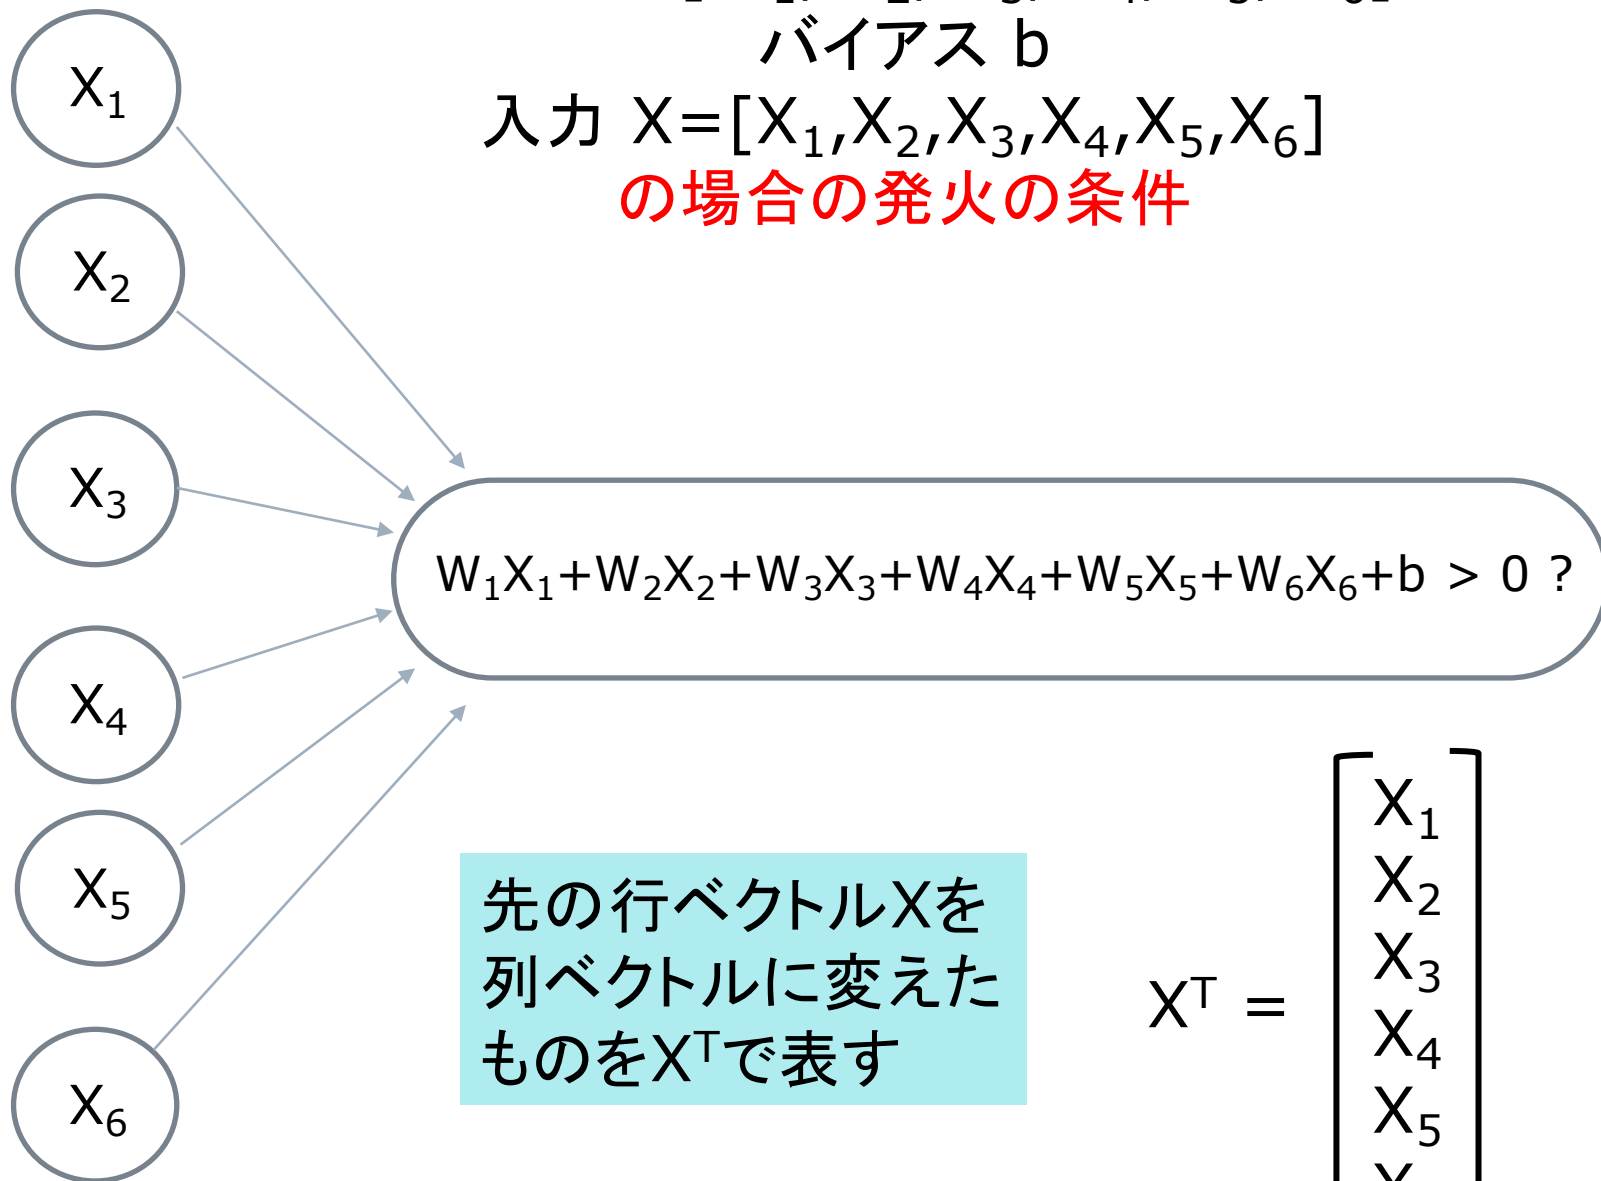 バイアス b
入力 X=[X₁,X₂,X₃,X₄,X₅,X₆]
の場合の発火の条件
X₁
X₂
X₃
X₄
X₅
X₆
W₁X₁+W₂X₂+W₃X₃+W₄X₄+W₅X₅+W₆X₆+b > 0 ?
先の行ベクトルXを
列ベクトルに変えた
ものをXᵀで表す
Xᵀ =
X₁
X₂
X₃
X₄
X₅